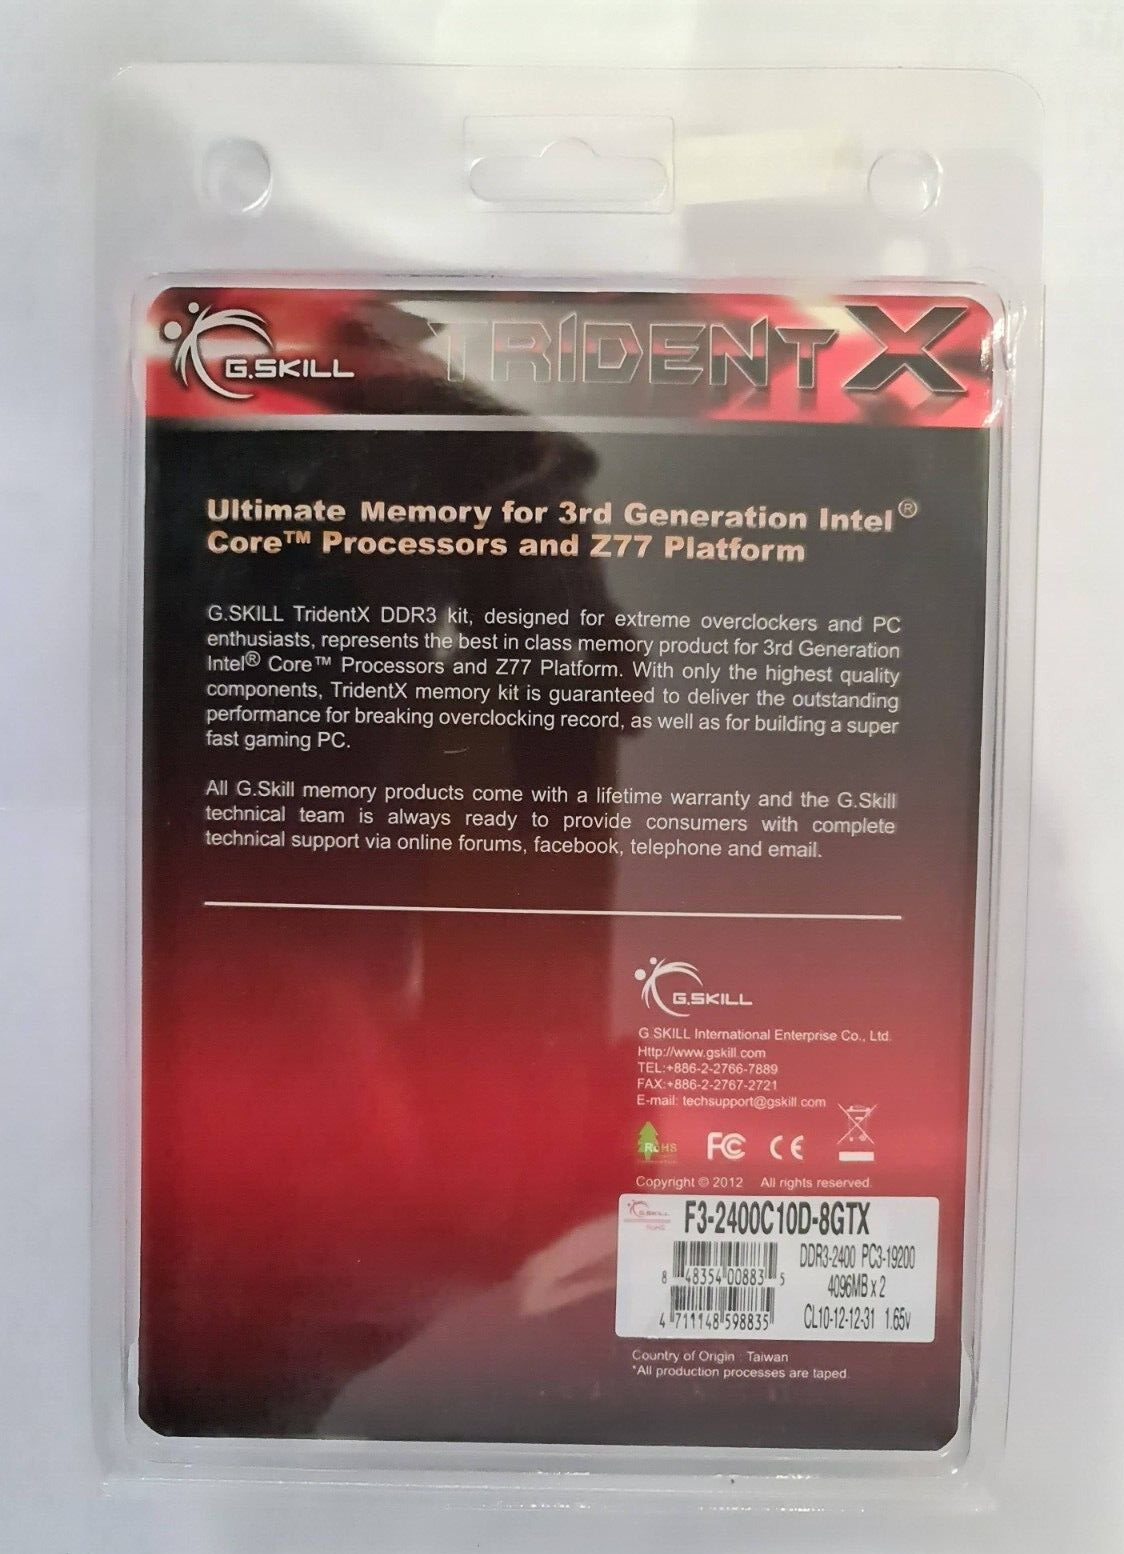 G.SKILL TRIDENT X
Ultimate Memory for 3rd Generation Intel®
Core™ Processors and Z77 Platform
G.SKILL TridentX DDR3 kit, designed for extreme overclockers and PC
enthusiasts, represents the best in class memory product for 3rd Generation
Intel® Core™ Processors and Z77 Platform. With only the highest quality
components, TridentX memory kit is guaranteed to deliver the outstanding
performance for breaking overclocking record, as well as for building a super
fast gaming PC.
All G.Skill memory products come with a lifetime warranty and the G.Skill
technical team is always ready to provide consumers with complete
technical support via online forums, facebook, telephone and email.
G.SKILL
G.SKILL International Enterprise Co., Ltd.
Http://www.gskill.com
TEL:+886-2-2766-7889
FAX:+886-2-2767-2721
E-mail: techsupport@gskill.com
RoHS FC CE
Copyright © 2012 All rights reserved.
G.SKILL F3-2400C10D-8GTX
RoHS
DDR3-2400 PC3-19200
8 48354 00883 5
4096MB x 2
4 711148 598835
CL10-12-12-31 1.65v
Country of Origin : Taiwan
*All production processes are taped.